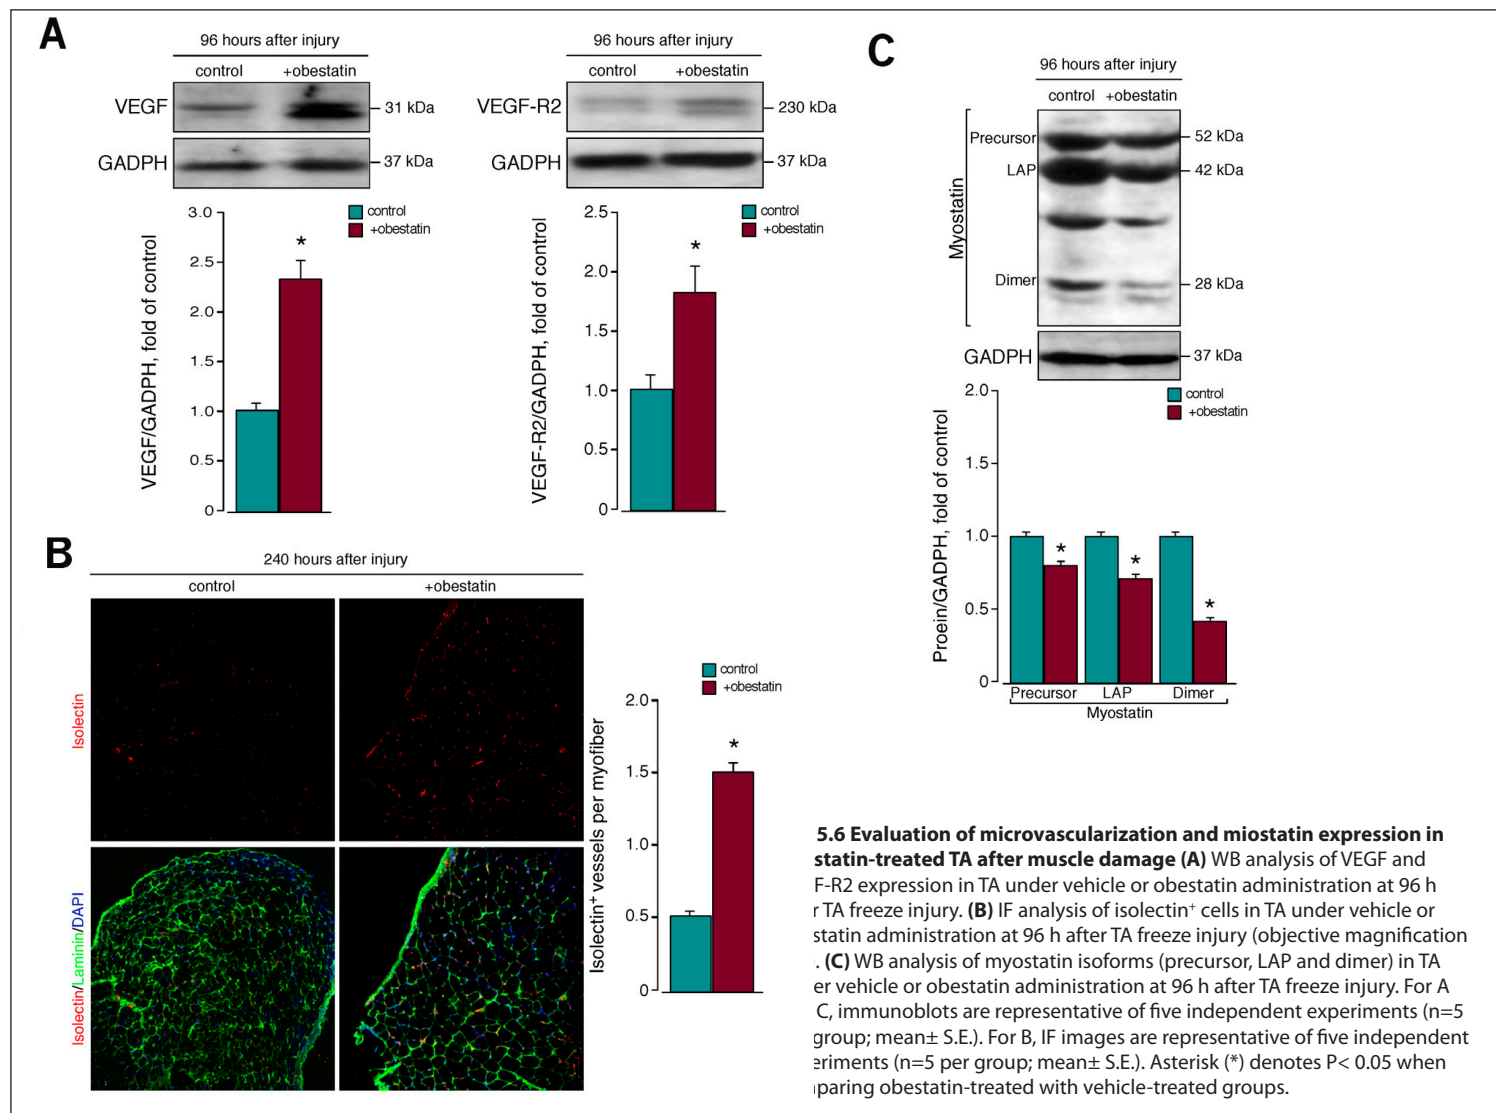 A
96 hours after injury
control +obestatin
VEGF
31 kDa
GADPH
37 kDa
3.0
2.5
2.0
1.5
1.0
0.5
0
VEGF/GADPH, fold of control
control
+obestatin
*
96 hours after injury
control +obestatin
VEGF-R2
230 kDa
GADPH
37 kDa
2.5
2.0
1.5
1.0
0.5
0
VEGF-R2/GADPH, fold of control
control
+obestatin
*
B
240 hours after injury
control +obestatin
Isolectin
Isolectin/Laminin/DAPI
control
+obestatin
2.0
1.5
1.0
0.5
0
Isolectin⁺ vessels per myofiber
*
C
96 hours after injury
control +obestatin
Myostatin
Precursor
52 kDa
LAP
42 kDa
Dimer
28 kDa
GADPH
37 kDa
control
+obestatin
2.0
1.5
1.0
0.5
0
Proein/GADPH, fold of control
*
*
*
Precursor LAP Dimer
Myostatin
5.6 Evaluation of microvascularization and miostatin expression in
statin-treated TA after muscle damage (A) WB analysis of VEGF and
F-R2 expression in TA under vehicle or obestatin administration at 96 h
r TA freeze injury. (B) IF analysis of isolectin⁺ cells in TA under vehicle or
statin administration at 96 h after TA freeze injury (objective magnification
. (C) WB analysis of myostatin isoforms (precursor, LAP and dimer) in TA
er vehicle or obestatin administration at 96 h after TA freeze injury. For A
C, immunoblots are representative of five independent experiments (n=5
group; mean± S.E.). For B, IF images are representative of five independent
eriments (n=5 per group; mean± S.E.). Asterisk (*) denotes P< 0.05 when
paring obestatin-treated with vehicle-treated groups.